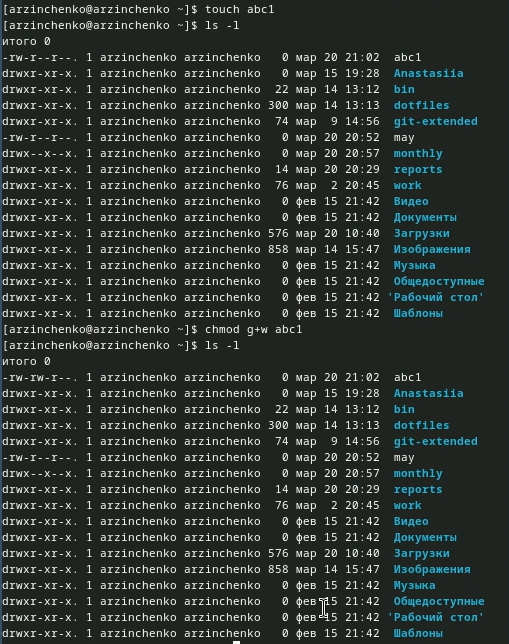 [arzinchenko@arzinchenko ~]$ touch abc1
[arzinchenko@arzinchenko ~]$ ls -l
итого 0
-rw-r--r--. 1 arzinchenko arzinchenko   0 мар 20 21:02  abc1
drwxr-xr-x. 1 arzinchenko arzinchenko   0 мар 15 19:28  Anastasiia
drwxr-xr-x. 1 arzinchenko arzinchenko  22 мар 14 13:12  bin
drwxr-xr-x. 1 arzinchenko arzinchenko 300 мар 14 13:13  dotfiles
drwxr-xr-x. 1 arzinchenko arzinchenko  74 мар  9 14:56  git-extended
-rw-r--r--. 1 arzinchenko arzinchenko   0 мар 20 20:52  may
drwx--x--x. 1 arzinchenko arzinchenko   0 мар 20 20:57  monthly
drwxr-xr-x. 1 arzinchenko arzinchenko  14 мар 20 20:29  reports
drwxr-xr-x. 1 arzinchenko arzinchenko  76 мар  2 20:45  work
drwxr-xr-x. 1 arzinchenko arzinchenko   0 фев 15 21:42  Видео
drwxr-xr-x. 1 arzinchenko arzinchenko   0 фев 15 21:42  Документы
drwxr-xr-x. 1 arzinchenko arzinchenko 576 мар 20 10:40  Загрузки
drwxr-xr-x. 1 arzinchenko arzinchenko 858 мар 14 15:47  Изображения
drwxr-xr-x. 1 arzinchenko arzinchenko   0 фев 15 21:42  Музыка
drwxr-xr-x. 1 arzinchenko arzinchenko   0 фев 15 21:42  Общедоступные
drwxr-xr-x. 1 arzinchenko arzinchenko   0 фев 15 21:42 'Рабочий стол'
drwxr-xr-x. 1 arzinchenko arzinchenko   0 фев 15 21:42  Шаблоны
[arzinchenko@arzinchenko ~]$ chmod g+w abc1
[arzinchenko@arzinchenko ~]$ ls -l
итого 0
-rw-rw-r--. 1 arzinchenko arzinchenko   0 мар 20 21:02  abc1
drwxr-xr-x. 1 arzinchenko arzinchenko   0 мар 15 19:28  Anastasiia
drwxr-xr-x. 1 arzinchenko arzinchenko  22 мар 14 13:12  bin
drwxr-xr-x. 1 arzinchenko arzinchenko 300 мар 14 13:13  dotfiles
drwxr-xr-x. 1 arzinchenko arzinchenko  74 мар  9 14:56  git-extended
-rw-r--r--. 1 arzinchenko arzinchenko   0 мар 20 20:52  may
drwx--x--x. 1 arzinchenko arzinchenko   0 мар 20 20:57  monthly
drwxr-xr-x. 1 arzinchenko arzinchenko  14 мар 20 20:29  reports
drwxr-xr-x. 1 arzinchenko arzinchenko  76 мар  2 20:45  work
drwxr-xr-x. 1 arzinchenko arzinchenko   0 фев 15 21:42  Видео
drwxr-xr-x. 1 arzinchenko arzinchenko   0 фев 15 21:42  Документы
drwxr-xr-x. 1 arzinchenko arzinchenko 576 мар 20 10:40  Загрузки
drwxr-xr-x. 1 arzinchenko arzinchenko 858 мар 14 15:47  Изображения
drwxr-xr-x. 1 arzinchenko arzinchenko   0 фев 15 21:42  Музыка
drwxr-xr-x. 1 arzinchenko arzinchenko   0 фев 15 21:42  Общедоступные
drwxr-xr-x. 1 arzinchenko arzinchenko   0 фев 15 21:42 'Рабочий стол'
drwxr-xr-x. 1 arzinchenko arzinchenko   0 фев 15 21:42  Шаблоны